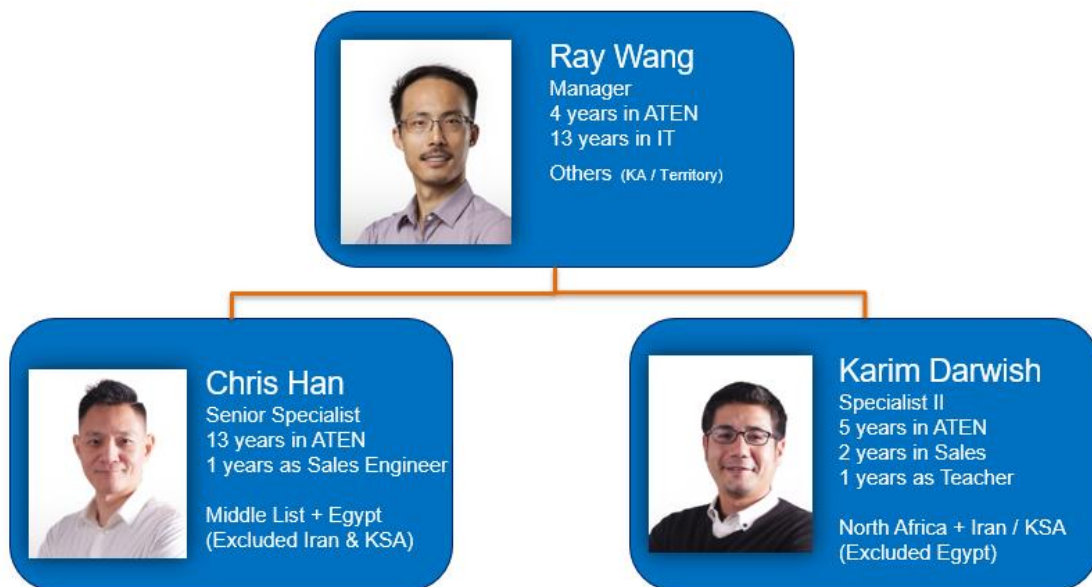 Ray Wang
Manager
4 years in ATEN
13 years in IT
Others (KA / Territory)
Chris Han
Senior Specialist
13 years in ATEN
1 years as Sales Engineer
Middle List + Egypt
(Excluded Iran & KSA)
Karim Darwish
Specialist II
5 years in ATEN
2 years in Sales
1 years as Teacher
North Africa + Iran / KSA
(Excluded Egypt)